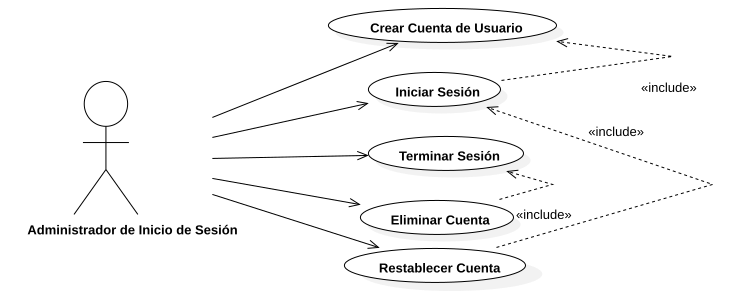 Crear Cuenta de Usuario
Iniciar Sesión
«include»
«include»
Terminar Sesión
Eliminar Cuenta
«include»
Administrador de Inicio de Sesión
Restablecer Cuenta